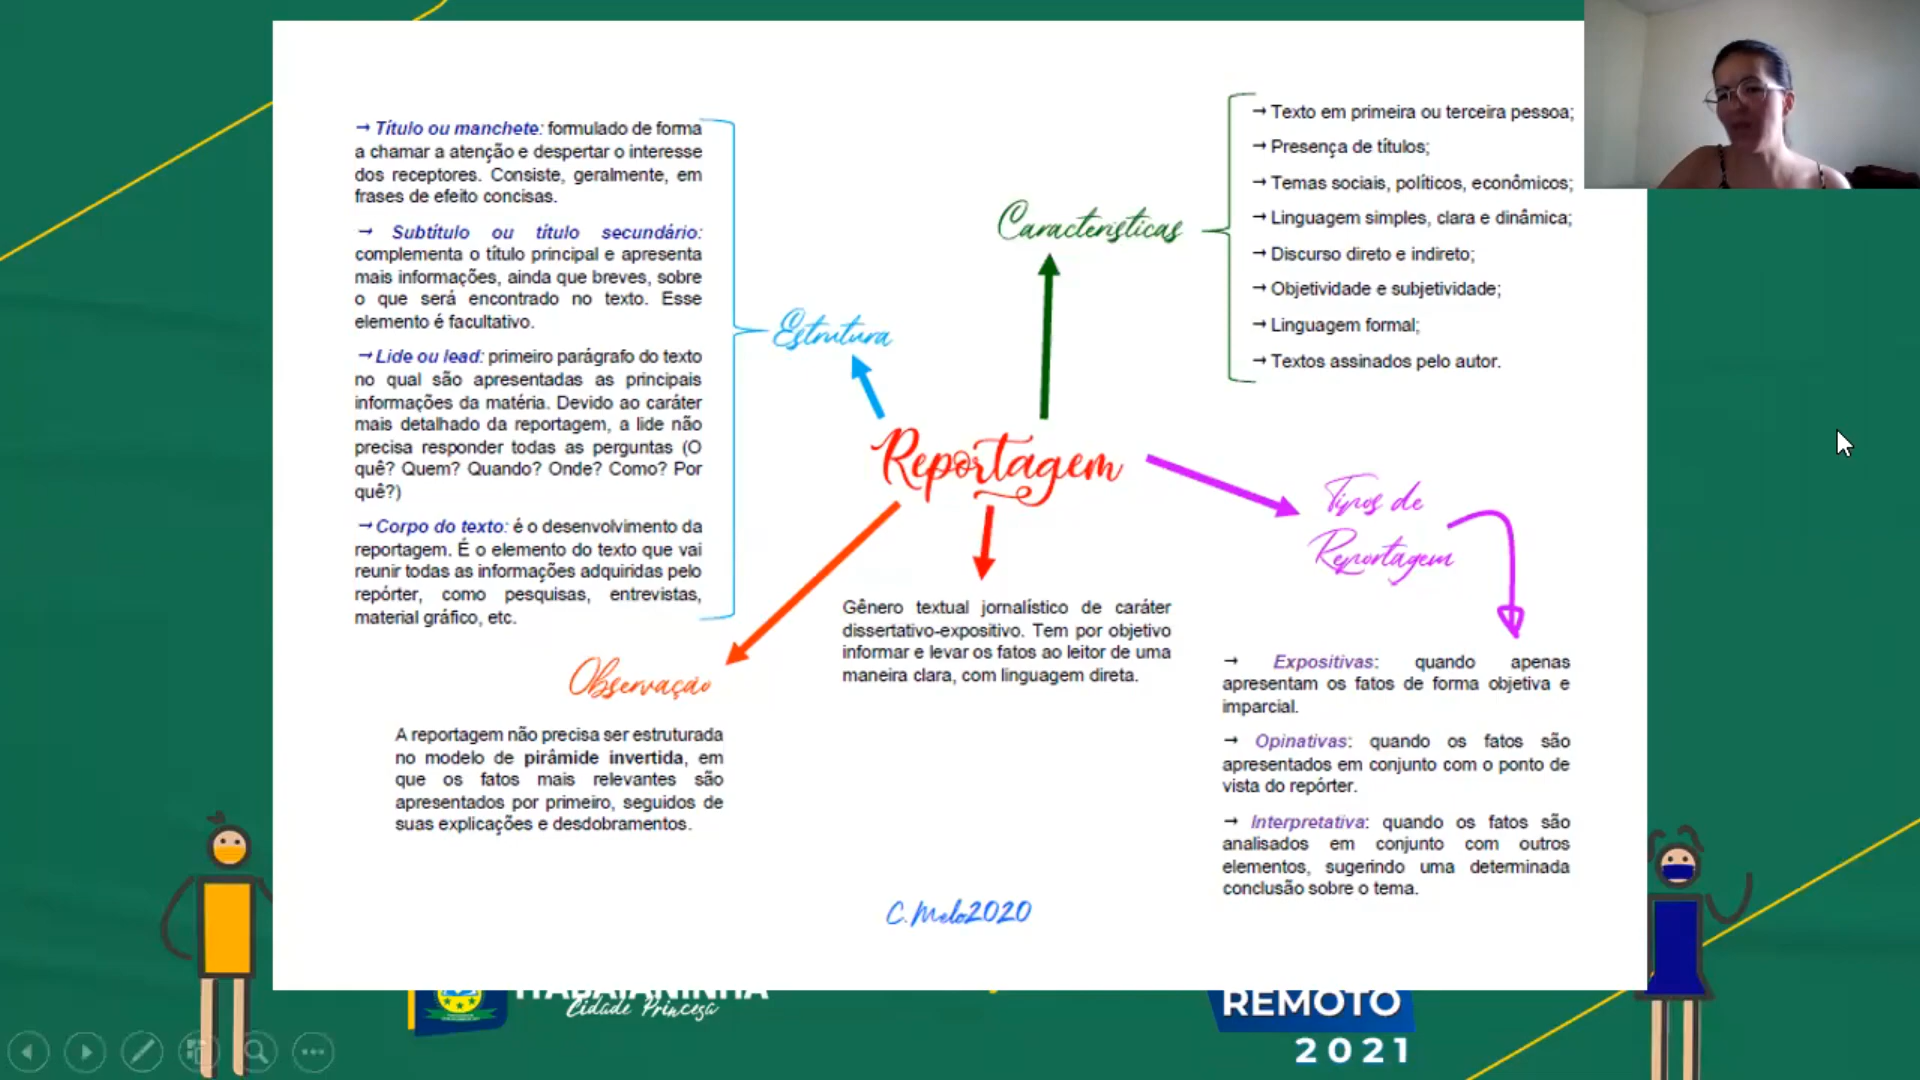 → Título ou manchete: formulado de forma
a chamar a atenção e despertar o interesse
dos receptores. Consiste, geralmente, em
frases de efeito concisas.
→ Subtítulo ou título secundário:
complementa o título principal e apresenta
mais informações, ainda que breves, sobre
o que será encontrado no texto. Esse
elemento é facultativo.
→ Lide ou lead: primeiro parágrafo do texto
no qual são apresentadas as principais
informações da matéria. Devido ao caráter
mais detalhado da reportagem, a lide não
precisa responder todas as perguntas (O
quê? Quem? Quando? Onde? Como? Por
quê?)
→ Corpo do texto: é o desenvolvimento da
reportagem. É o elemento do texto que vai
reunir todas as informações adquiridas pelo
repórter, como pesquisas, entrevistas,
material gráfico, etc.
Estrutura
Características
→ Texto em primeira ou terceira pessoa;
→ Presença de títulos;
→ Temas sociais, políticos, econômicos;
→ Linguagem simples, clara e dinâmica;
→ Discurso direto e indireto;
→ Objetividade e subjetividade;
→ Linguagem formal;
→ Textos assinados pelo autor.
Reportagem
Tipos de
Reportagem
→ Expositivas: quando apenas
apresentam os fatos de forma objetiva e
imparcial.
→ Opinativas: quando os fatos são
apresentados em conjunto com o ponto de
vista do repórter.
→ Interpretativa: quando os fatos são
analisados em conjunto com outros
elementos, sugerindo uma determinada
conclusão sobre o tema.
Gênero textual jornalístico de caráter
dissertativo-expositivo. Tem por objetivo
informar e levar os fatos ao leitor de uma
maneira clara, com linguagem direta.
Observação
A reportagem não precisa ser estruturada
no modelo de pirâmide invertida, em
que os fatos mais relevantes são
apresentados por primeiro, seguidos de
suas explicações e desdobramentos.
C.Melo2020
ITABAIANINHA
Cidade Princesa
REMOTO
2021